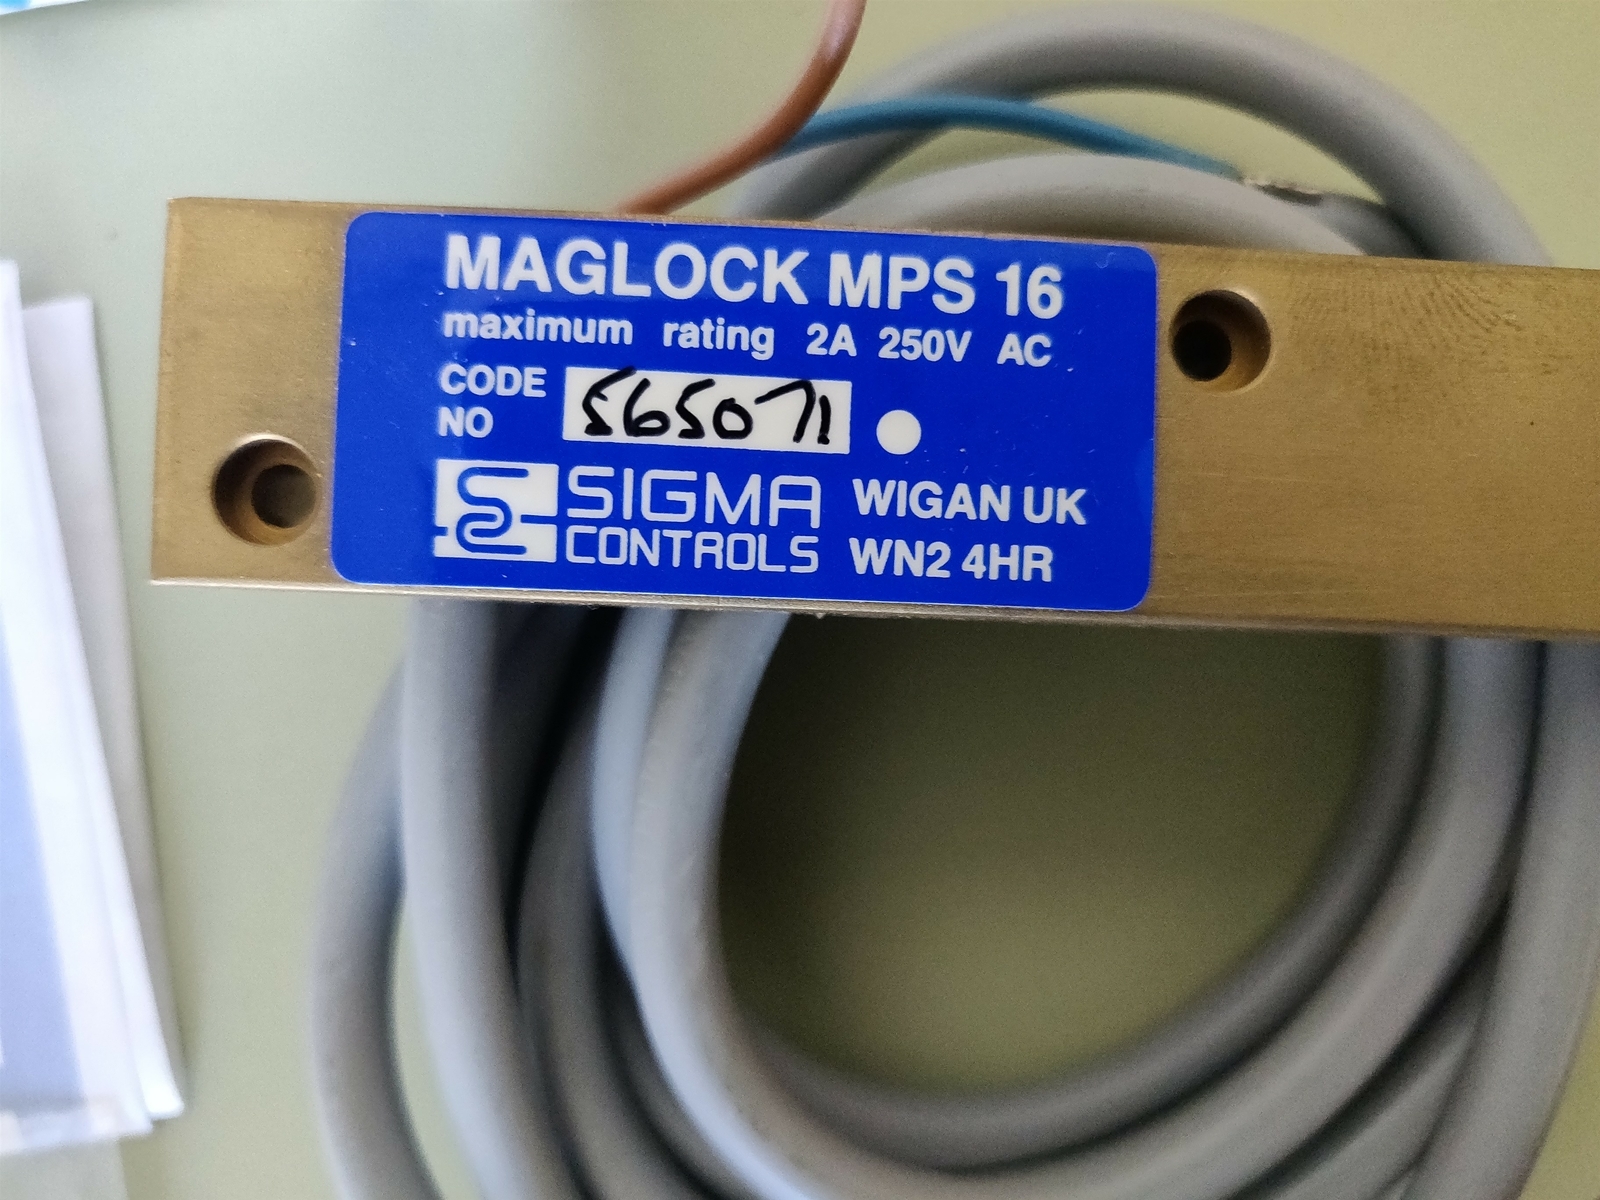 MAGLOCK MPS 16
maximum rating 2A 250V AC
CODE NO 565071
SIGMA CONTROLS
WIGAN UK
WN2 4HR